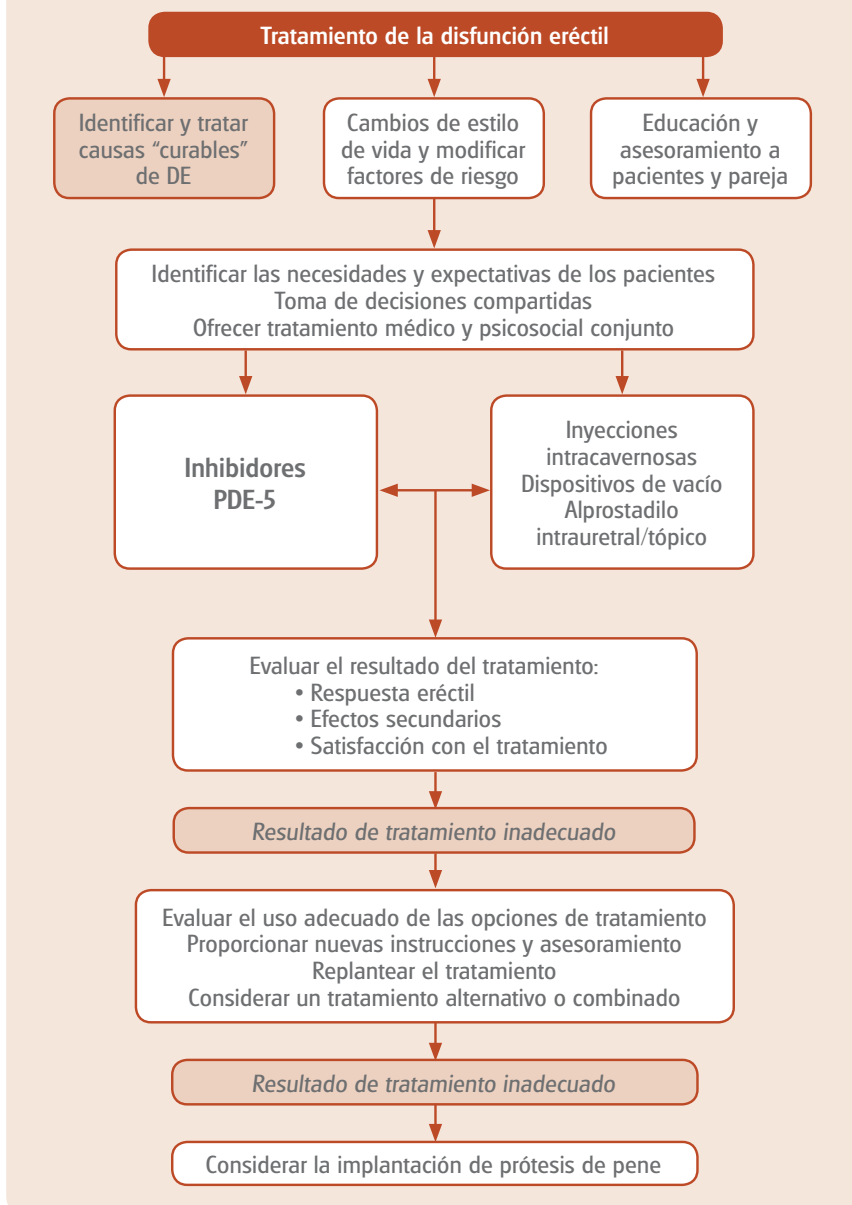 Tratamiento de la disfunción eréctil
Identificar y tratar
causas “curables”
de DE
Cambios de estilo
de vida y modificar
factores de riesgo
Educación y
asesoramiento a
pacientes y pareja
Identificar las necesidades y expectativas de los pacientes
Toma de decisiones compartidas
Ofrecer tratamiento médico y psicosocial conjunto
Inhibidores
PDE-5
Inyecciones
intracavernosas
Dispositivos de vacío
Alprostadilo
intrauretral/tópico
Evaluar el resultado del tratamiento:
• Respuesta eréctil
• Efectos secundarios
• Satisfacción con el tratamiento
Resultado de tratamiento inadecuado
Evaluar el uso adecuado de las opciones de tratamiento
Proporcionar nuevas instrucciones y asesoramiento
Replantear el tratamiento
Considerar un tratamiento alternativo o combinado
Resultado de tratamiento inadecuado
Considerar la implantación de prótesis de pene